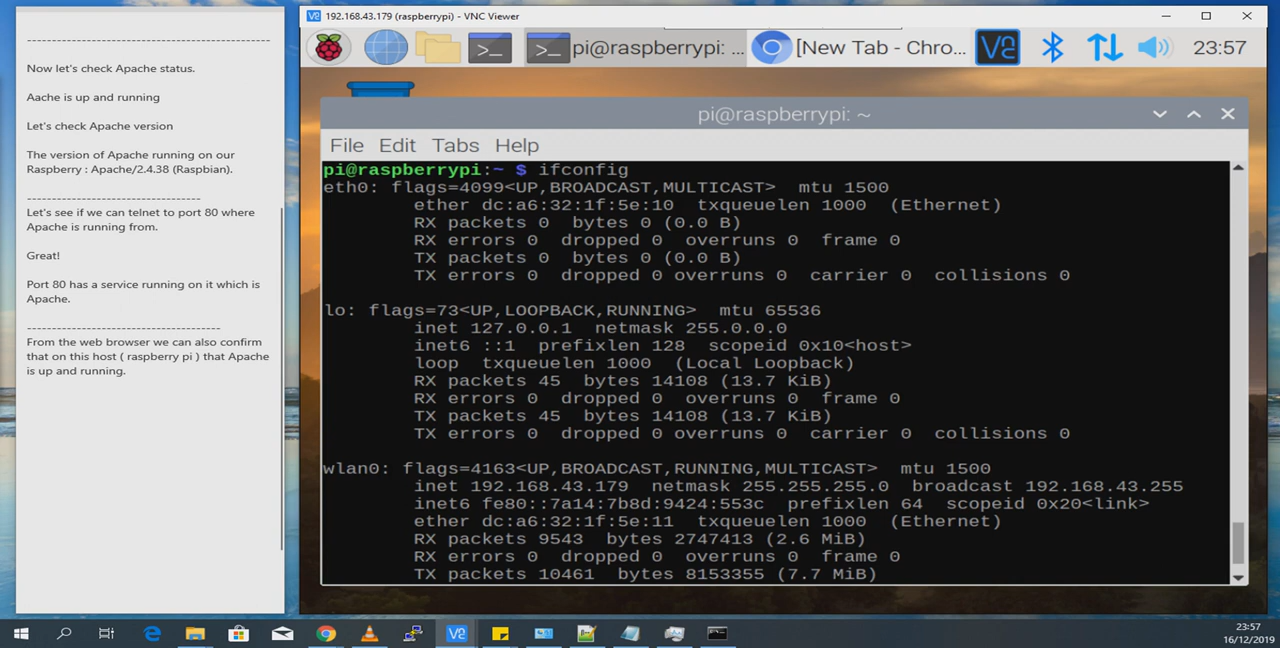 ----------------------------------------------------
Now let's check Apache status.
Aache is up and running
Let's check Apache version
The version of Apache running on our
Raspberry : Apache/2.4.38 (Raspbian).
-------------------------------------
Let's see if we can telnet to port 80 where
Apache is running from.
Great!
Port 80 has a service running on it which is
Apache.
-----------------------------------------
From the web browser we can also confirm
that on this host ( raspberry pi ) that Apache
is up and running.
192.168.43.179 (raspberrypi) - VNC Viewer
pi@raspberrypi: ...
[New Tab - Chro...
23:57
pi@raspberrypi: ~
File Edit Tabs Help
pi@raspberrypi:~ $ ifconfig
eth0: flags=4099<UP,BROADCAST,MULTICAST>  mtu 1500
ether dc:a6:32:1f:5e:10  txqueuelen 1000  (Ethernet)
RX packets 0  bytes 0 (0.0 B)
RX errors 0  dropped 0  overruns 0  frame 0
TX packets 0  bytes 0 (0.0 B)
TX errors 0  dropped 0 overruns 0  carrier 0  collisions 0
lo: flags=73<UP,LOOPBACK,RUNNING>  mtu 65536
inet 127.0.0.1  netmask 255.0.0.0
inet6 ::1  prefixlen 128  scopeid 0x10<host>
loop  txqueuelen 1000  (Local Loopback)
RX packets 45  bytes 14108 (13.7 KiB)
RX errors 0  dropped 0  overruns 0  frame 0
TX packets 45  bytes 14108 (13.7 KiB)
TX errors 0  dropped 0 overruns 0  carrier 0  collisions 0
wlan0: flags=4163<UP,BROADCAST,RUNNING,MULTICAST>  mtu 1500
inet 192.168.43.179  netmask 255.255.255.0  broadcast 192.168.43.255
inet6 fe80::7a14:7b8d:9424:553c  prefixlen 64  scopeid 0x20<link>
ether dc:a6:32:1f:5e:11  txqueuelen 1000  (Ethernet)
RX packets 9543  bytes 2747413 (2.6 MiB)
RX errors 0  dropped 0  overruns 0  frame 0
TX packets 10461  bytes 8153355 (7.7 MiB)
23:57
16/12/2019